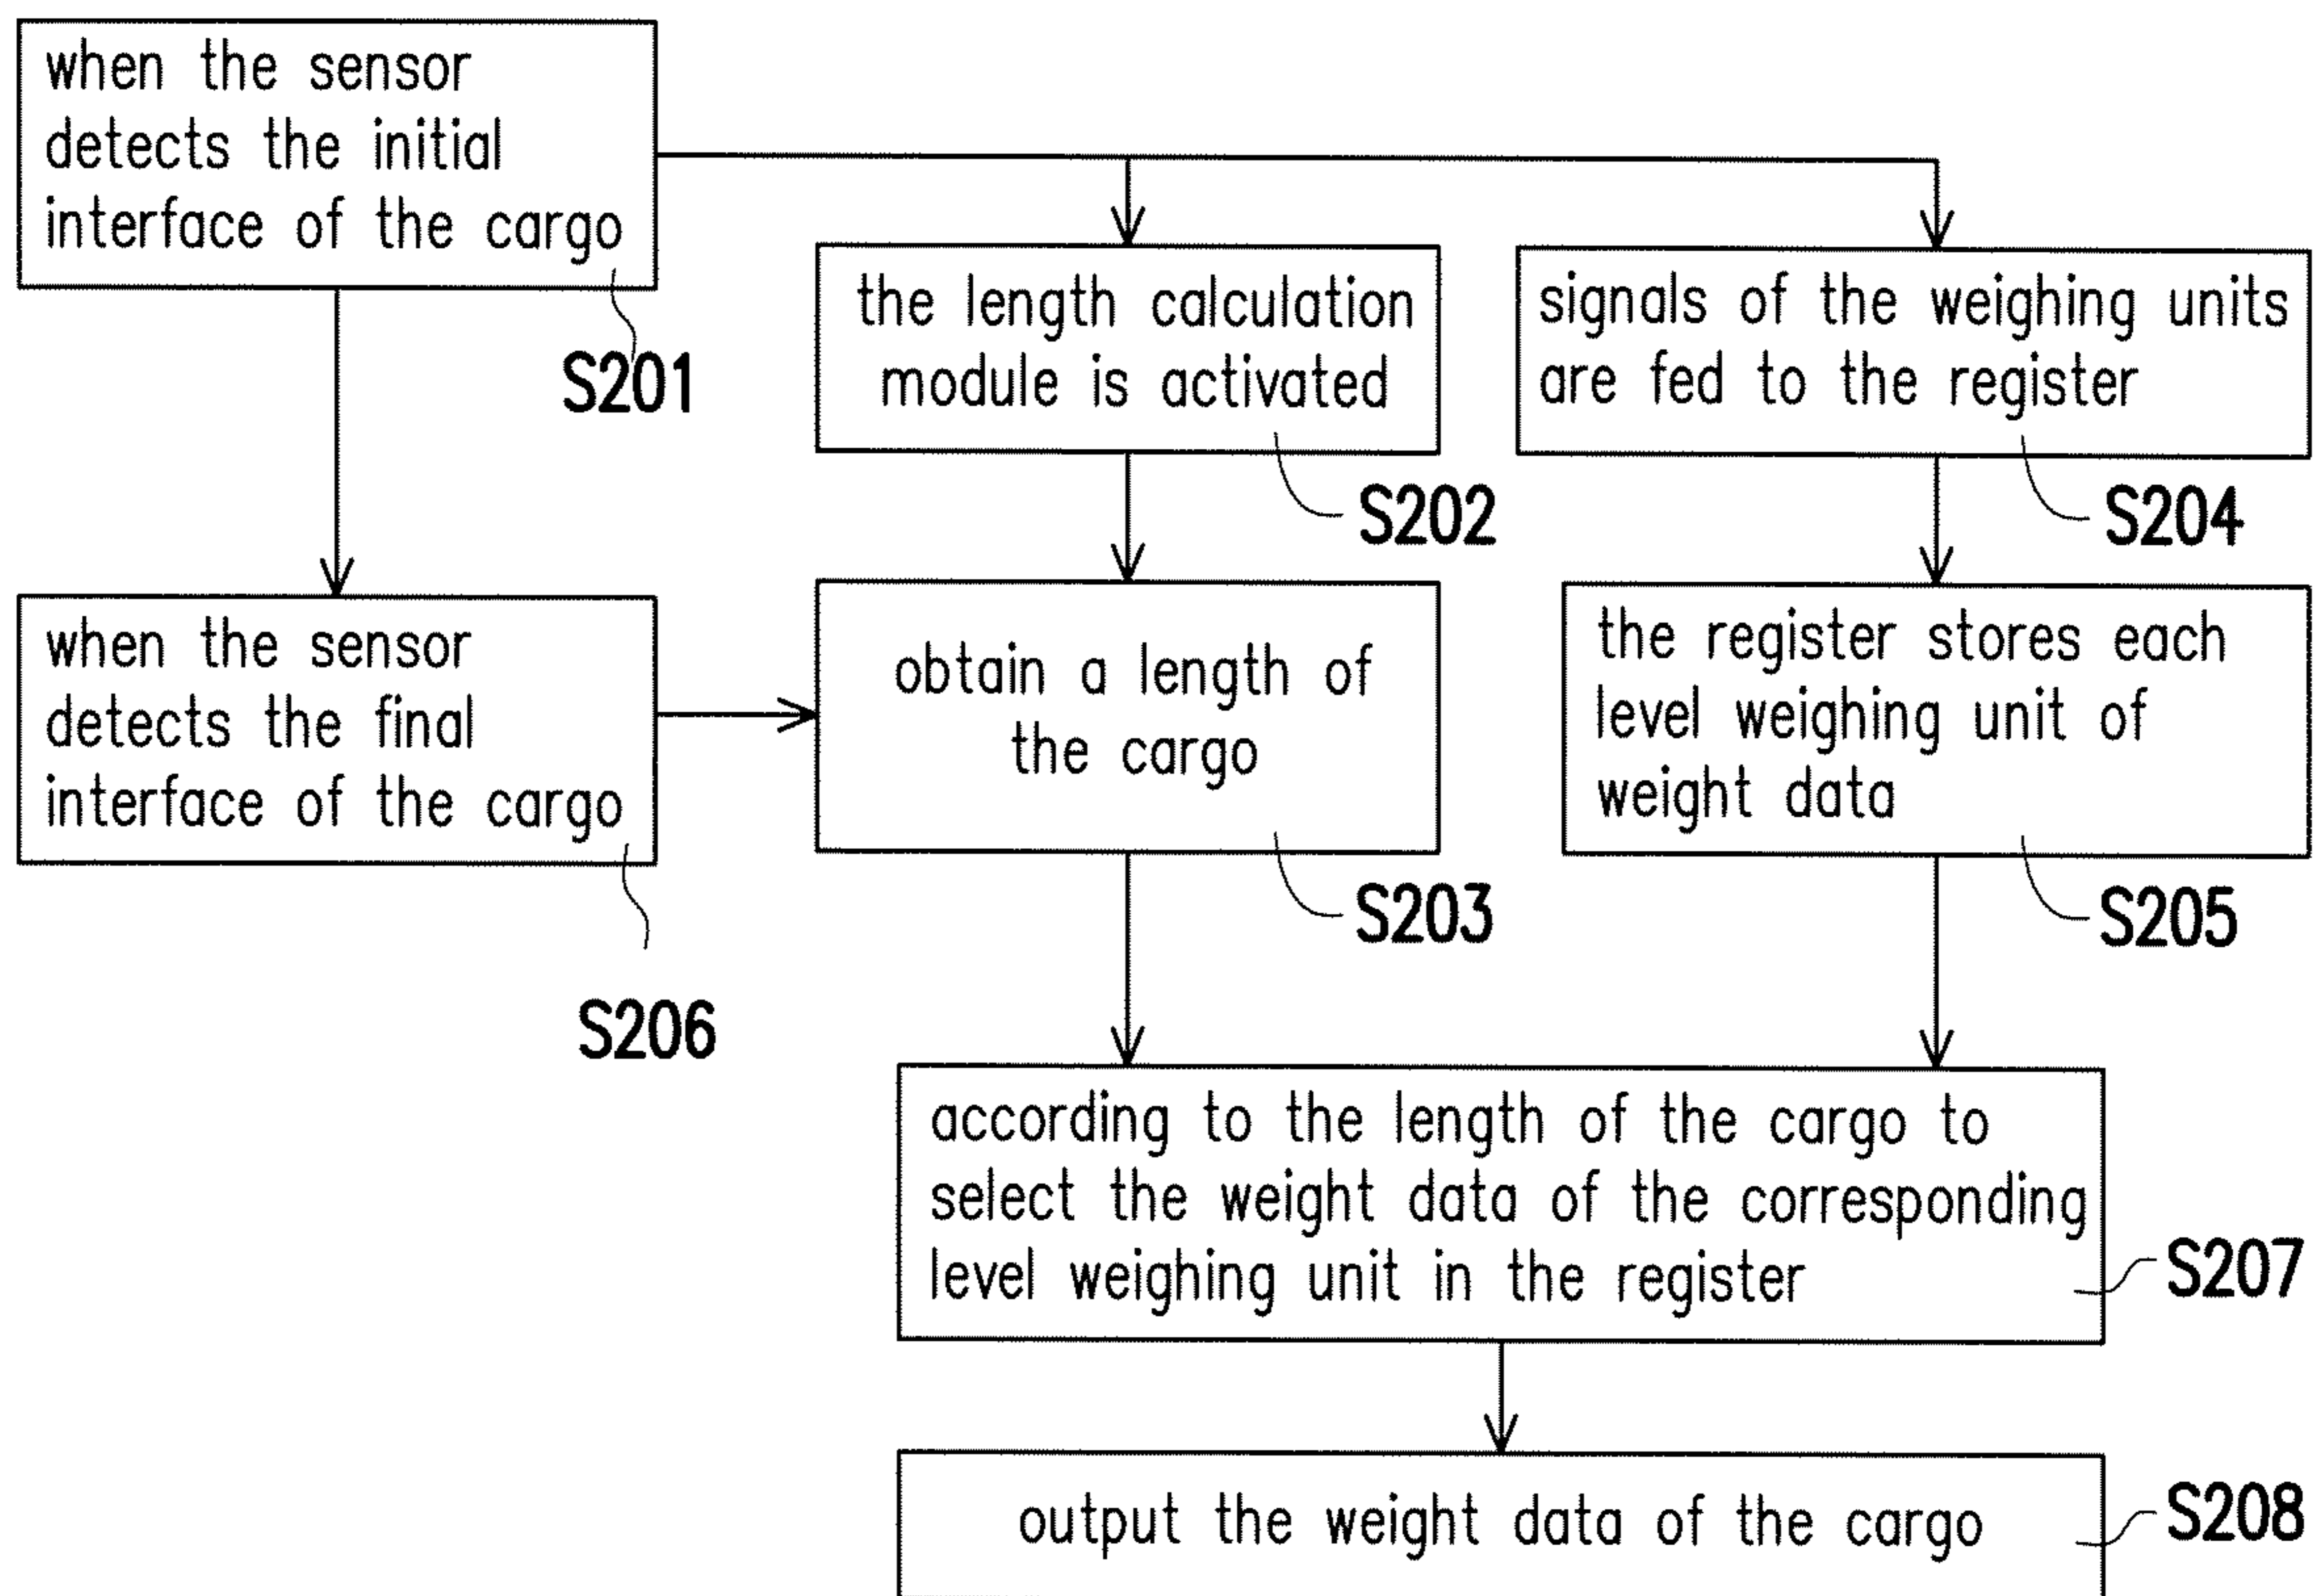 when the sensor
detects the initial
interface of the cargo
S201
the length calculation
module is activated
S202
signals of the weighing units
are fed to the register
S204
when the sensor
detects the final
interface of the cargo
S206
obtain a length of
the cargo
S203
the register stores each
level weighing unit of
weight data
S205
according to the length of the cargo to
select the weight data of the corresponding
level weighing unit in the register
S207
output the weight data of the cargo
S208